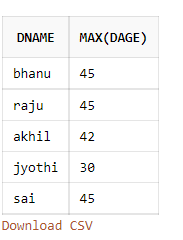 DNAME MAX(DAGE)
bhanu 45
raju 45
akhil 42
jyothi 30
sai 45
Download CSV